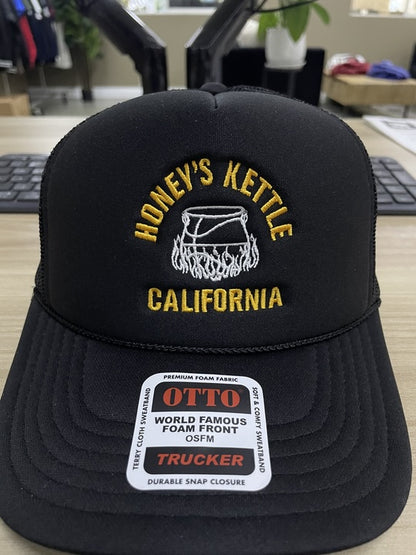 HONEY'S KETTLE
CALIFORNIA
PREMIUM FOAM FABRIC
TERRY CLOTH SWEATBAND
OTTO
WORLD FAMOUS
FOAM FRONT
OSFM
TRUCKER
SOFT & COMFY SWEATBAND
DURABLE SNAP CLOSURE